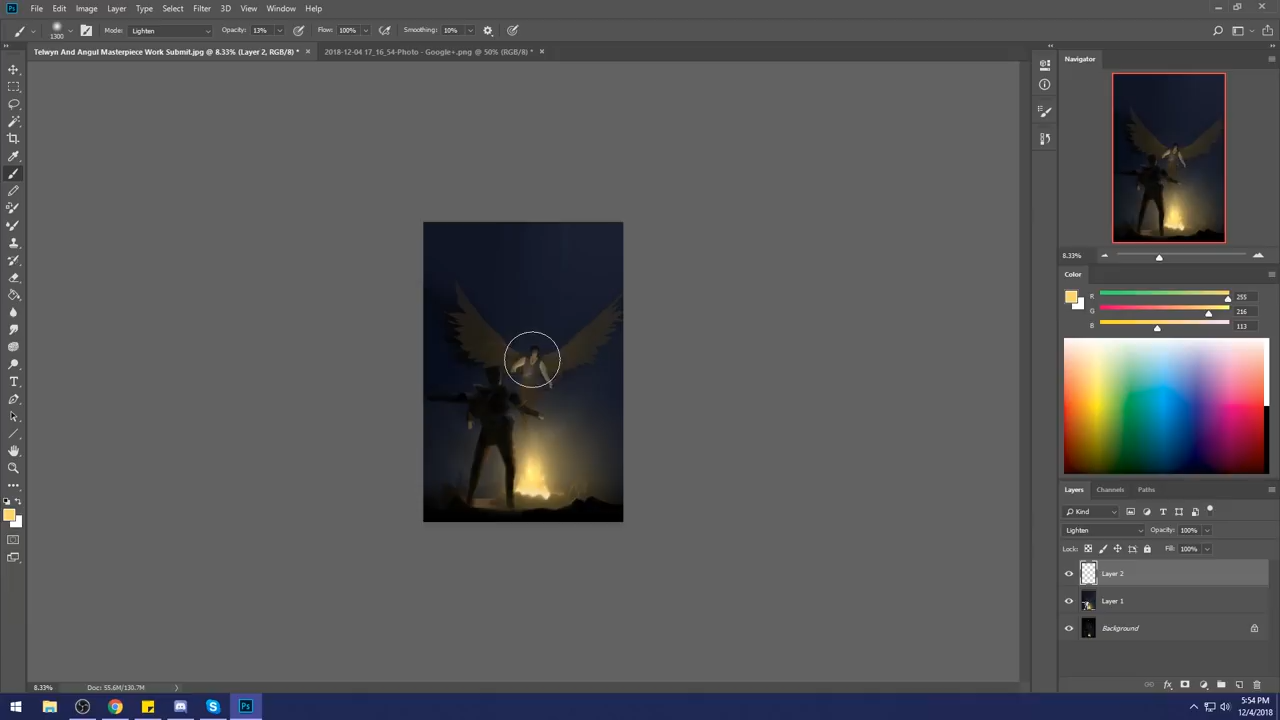 Ps File Edit Image Layer Type Select Filter 3D View Window Help
1300 Mode: Lighten Opacity: 13% Flow: 100% Smoothing: 10%
Telwyn And Angul Masterpiece Work Submit.jpg @ 8.33% (Layer 2, RGB/8) * × 2018-12-04 17_16_54-Photo - Google+.png @ 50% (RGB/8) * ×
Navigator
8.33%
Color
R 255
G 216
B 113
Layers Channels Paths
Kind
Lighten Opacity: 100%
Lock: Fill: 100%
Layer 2
Layer 1
Background
8.33% Doc: 55.6M/130.7M
Ps
5:54 PM
12/4/2018